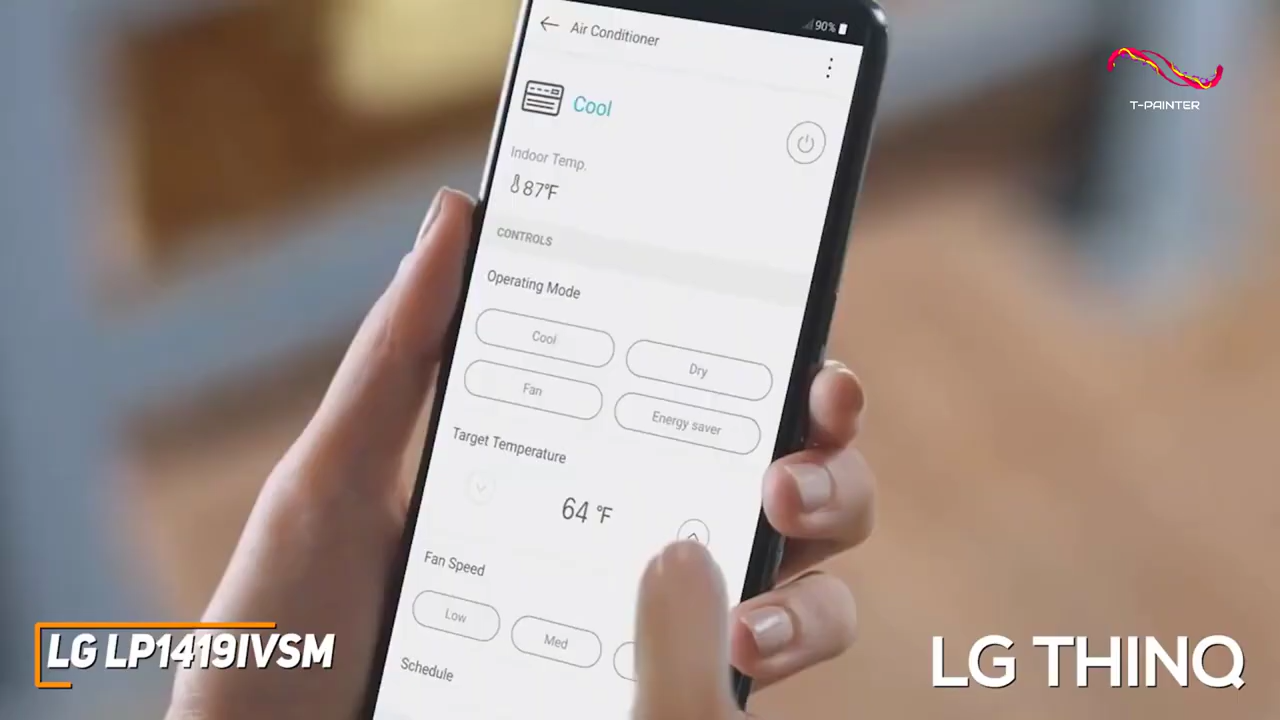 90%
Air Conditioner
T-PAINTER
Cool
Indoor Temp.
87°F
CONTROLS
Operating Mode
Cool
Dry
Fan
Energy saver
Target Temperature
64 °F
Fan Speed
Low
Med
Schedule
LG LP1419IVSM
LG THINQ